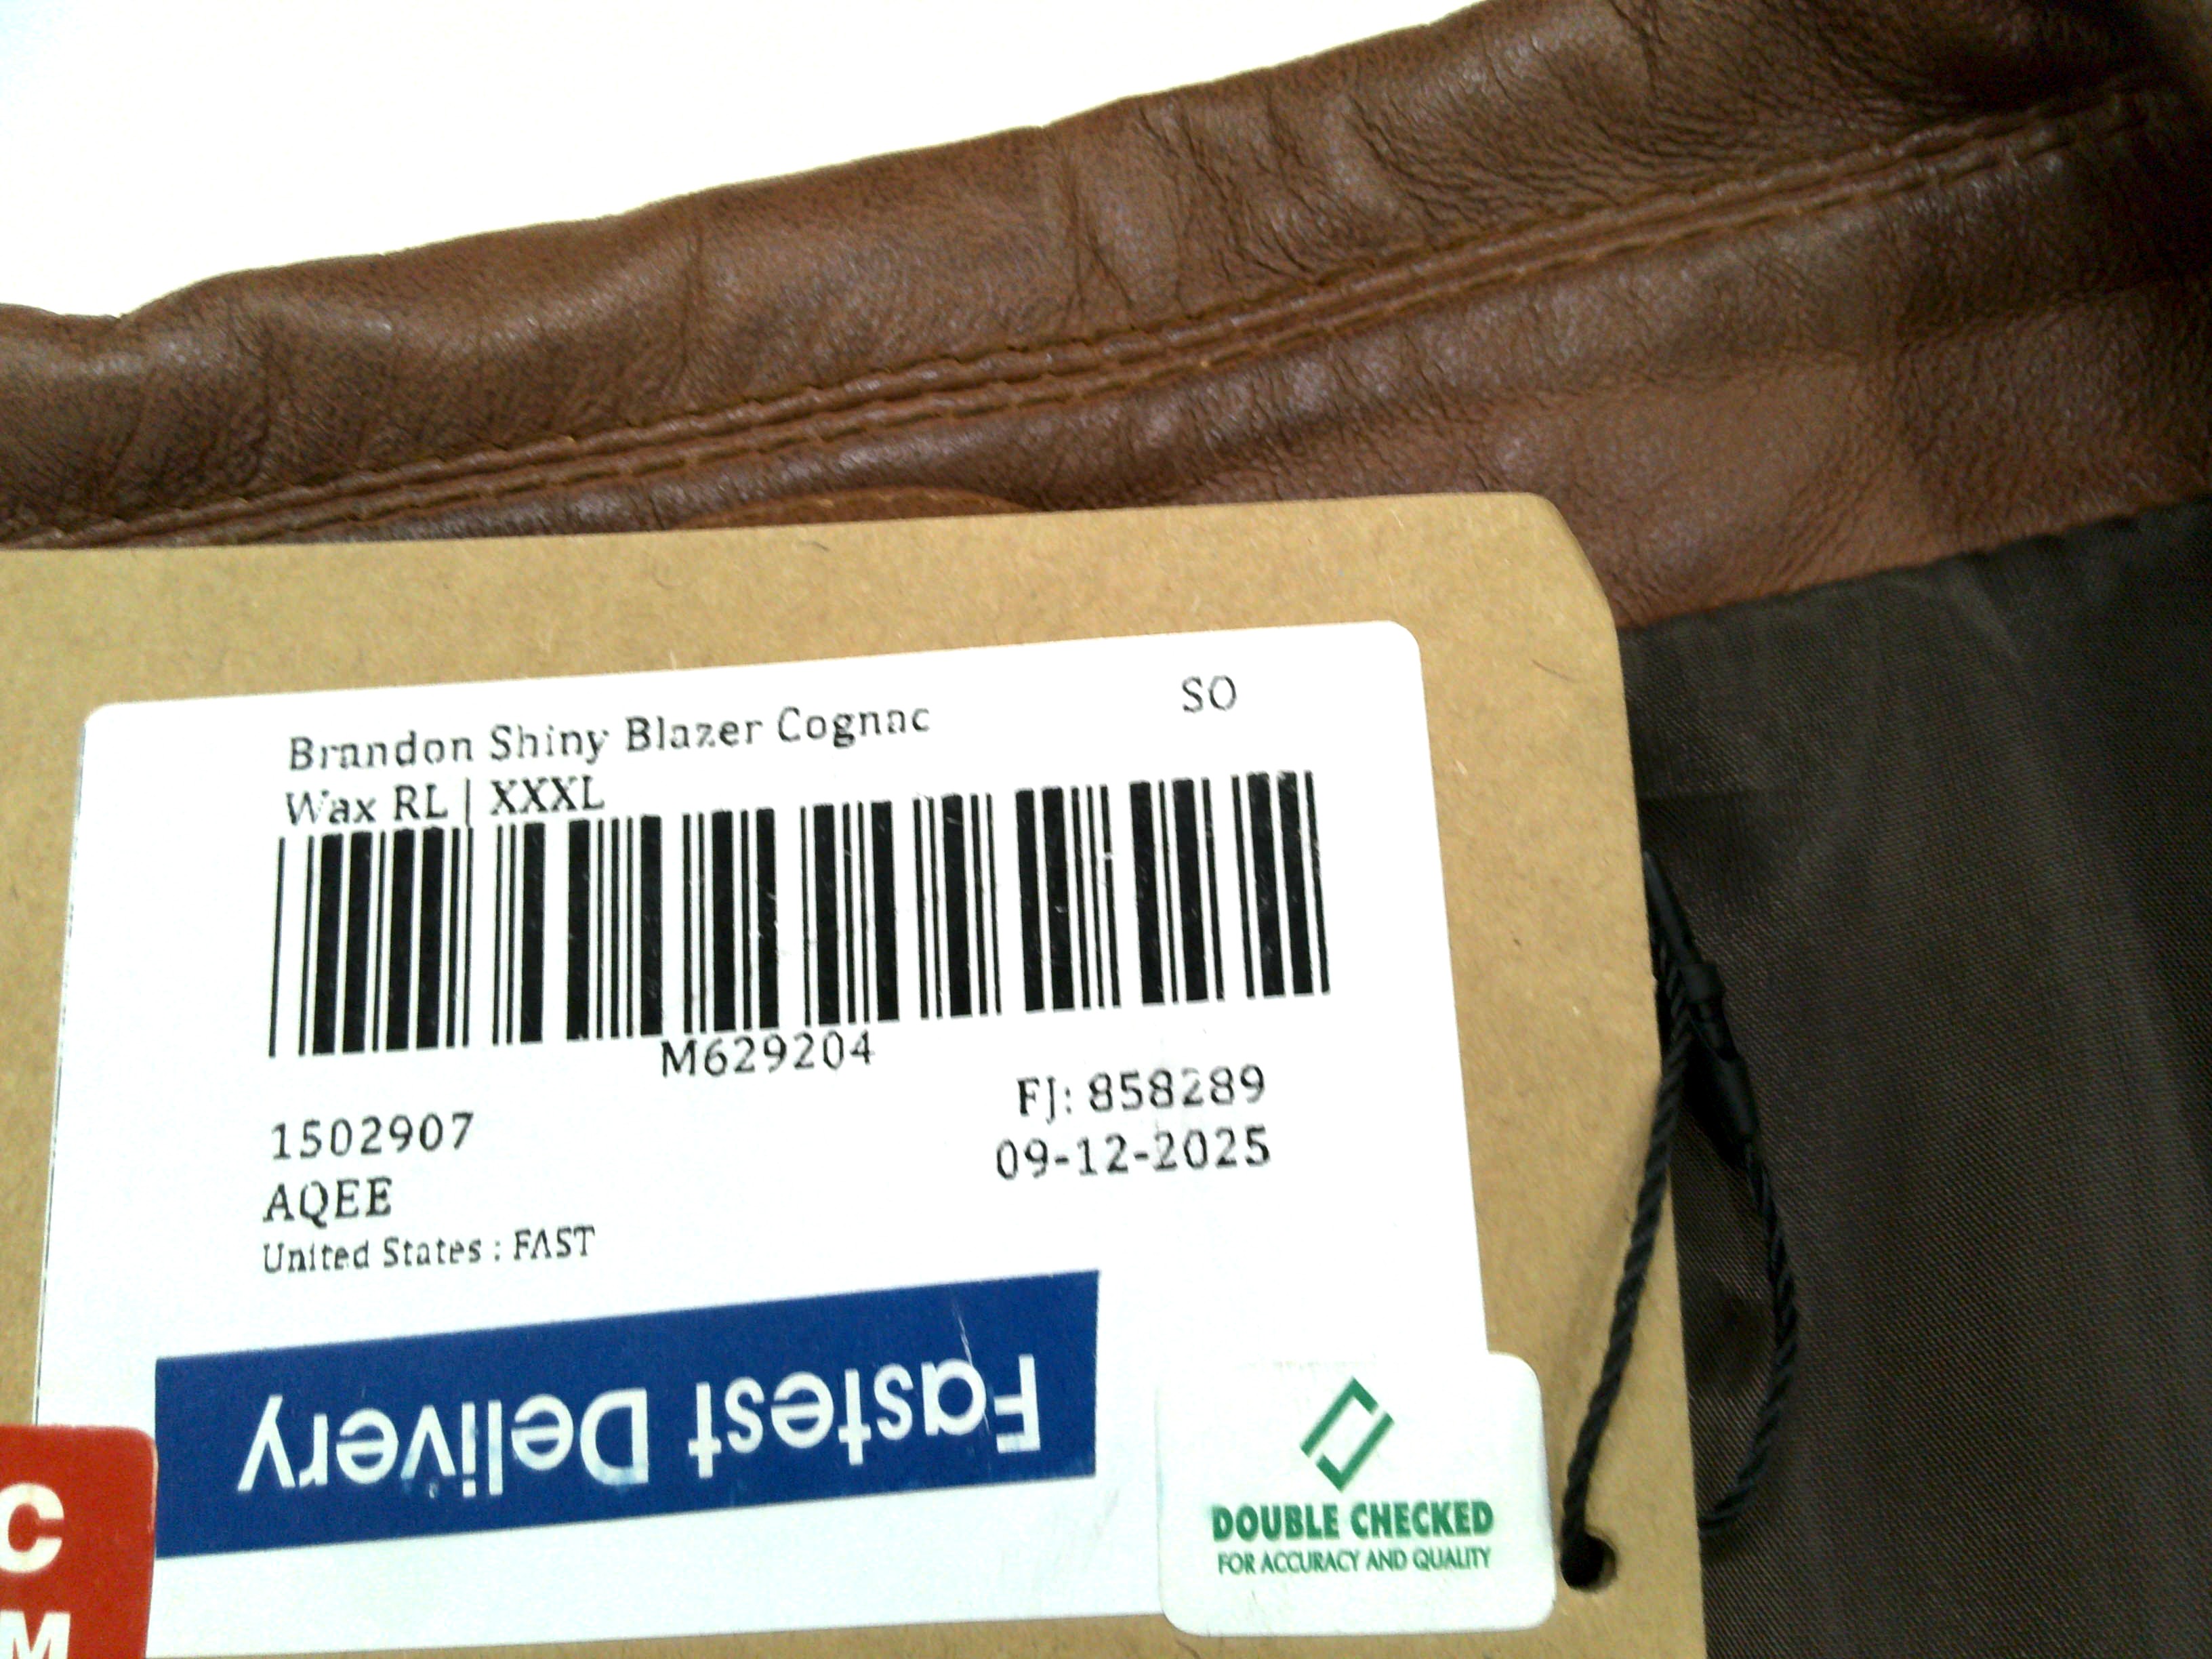 Brandon Shiny Blazer Cognac
SO
Wax RL | XXXL
M629204
1502907
FJ: 858289
AQEE
09-12-2025
United States : FAST
Fastest Delivery
DOUBLE CHECKED
FOR ACCURACY AND QUALITY
C
M